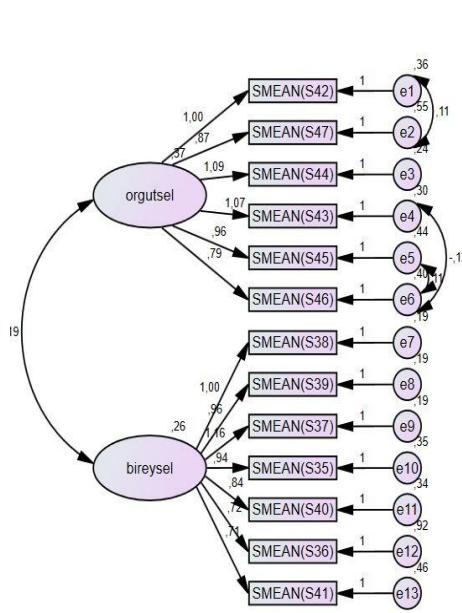 ,36
SMEAN(S42) 1 e1
1,00 ,55 ,11
,87 SMEAN(S47) 1 e2
,37 ,24
orgutsel 1,09 SMEAN(S44) 1 e3
,30
1,07 SMEAN(S43) 1 e4
,44
,96 SMEAN(S45) 1 e5
,79 ,40
SMEAN(S46) 1 e6
,19
SMEAN(S38) 1 e7
1,00 ,19
,96 SMEAN(S39) 1 e8
,26 1,16 ,19
SMEAN(S37) 1 e9
,35
bireysel ,94 SMEAN(S35) 1 e10
,84 ,34
,72 SMEAN(S40) 1 e11
,71 ,92
SMEAN(S36) 1 e12
,46
SMEAN(S41) 1 e13